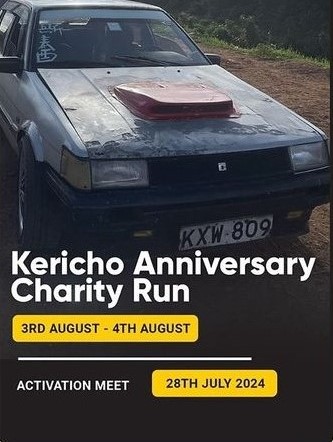 KXW 809
Kericho Anniversary
Charity Run
3RD AUGUST - 4TH AUGUST
ACTIVATION MEET
28TH JULY 2024